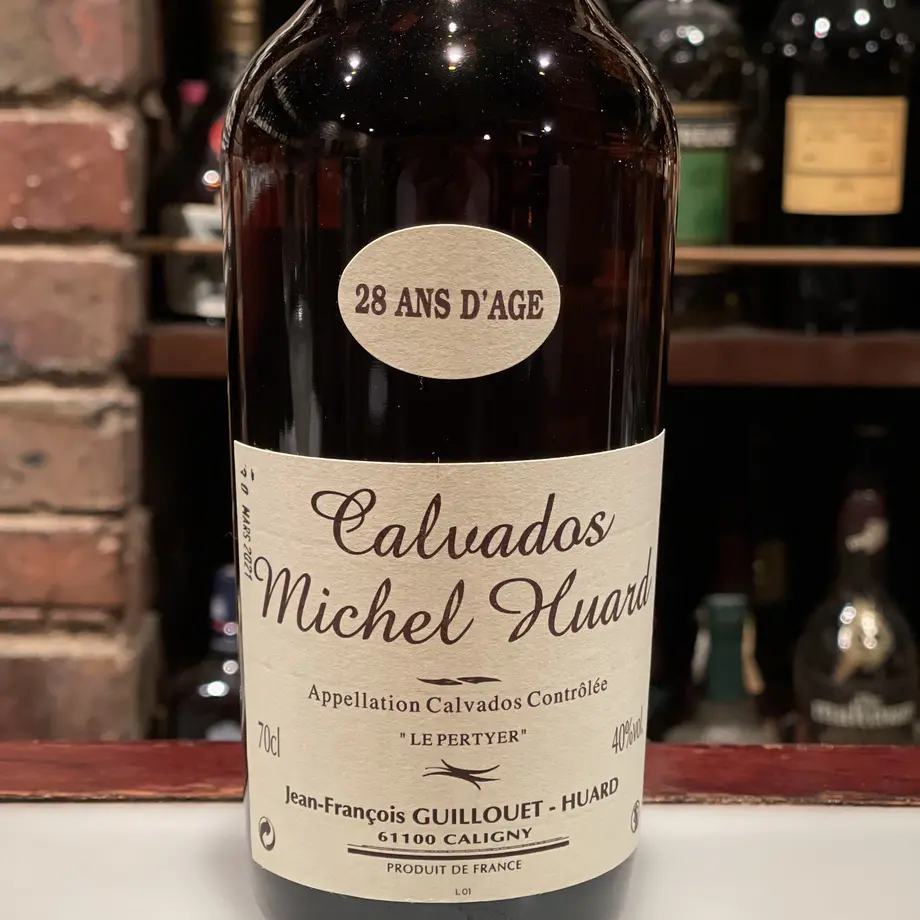 28 ANS D'AGE
30 MARS 2021
Calvados
Michel Huard
Appellation Calvados Contrôlée
"LE PERTYER"
70cl
40%vol
Jean-François GUILLOUET - HUARD
61100 CALIGNY
PRODUIT DE FRANCE
L01